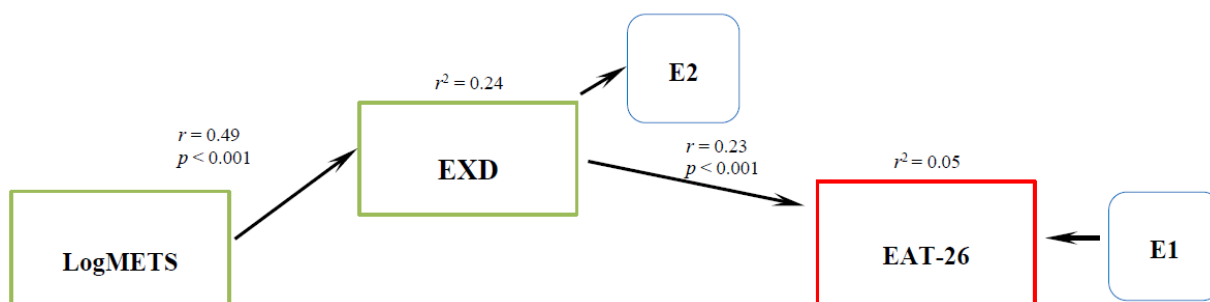 E2
r² = 0.24
r = 0.49
p < 0.001
EXD
r = 0.23
p < 0.001
r² = 0.05
LogMETS
EAT-26
E1